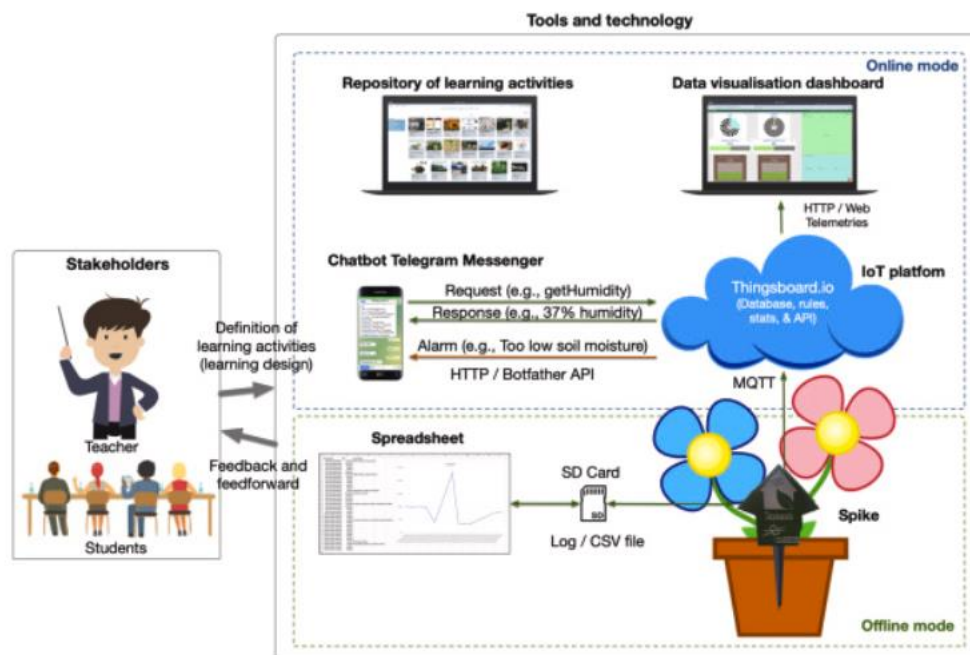 Tools and technology
Online mode
Repository of learning activities
Data visualisation dashboard
HTTP / Web
Telemetries
Stakeholders
Teacher
Students
Definition of
learning activities
(learning design)
Feedback and
feedforward
Chatbot Telegram Messenger
Request (e.g., getHumidity)
Response (e.g., 37% humidity)
Alarm (e.g., Too low soil moisture)
HTTP / Botfather API
IoT platfom
Thingsboard.io
(Database, rules,
stats, & API)
MQTT
Spreadsheet
SD Card
SD
Log / CSV file
Spike
Offline mode